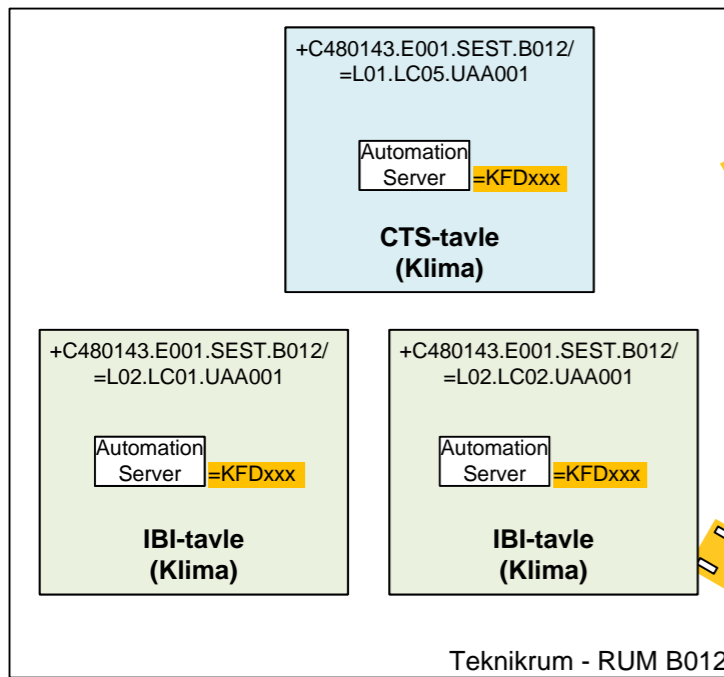 +C480143.E001.SEST.B012/
=L01.LC05.UAA001
Automation
Server
=KFDxxx
CTS-tavle
(Klima)
+C480143.E001.SEST.B012/
=L02.LC01.UAA001
Automation
Server
=KFDxxx
IBI-tavle
(Klima)
+C480143.E001.SEST.B012/
=L02.LC02.UAA001
Automation
Server
=KFDxxx
IBI-tavle
(Klima)
Teknikrum - RUM B012